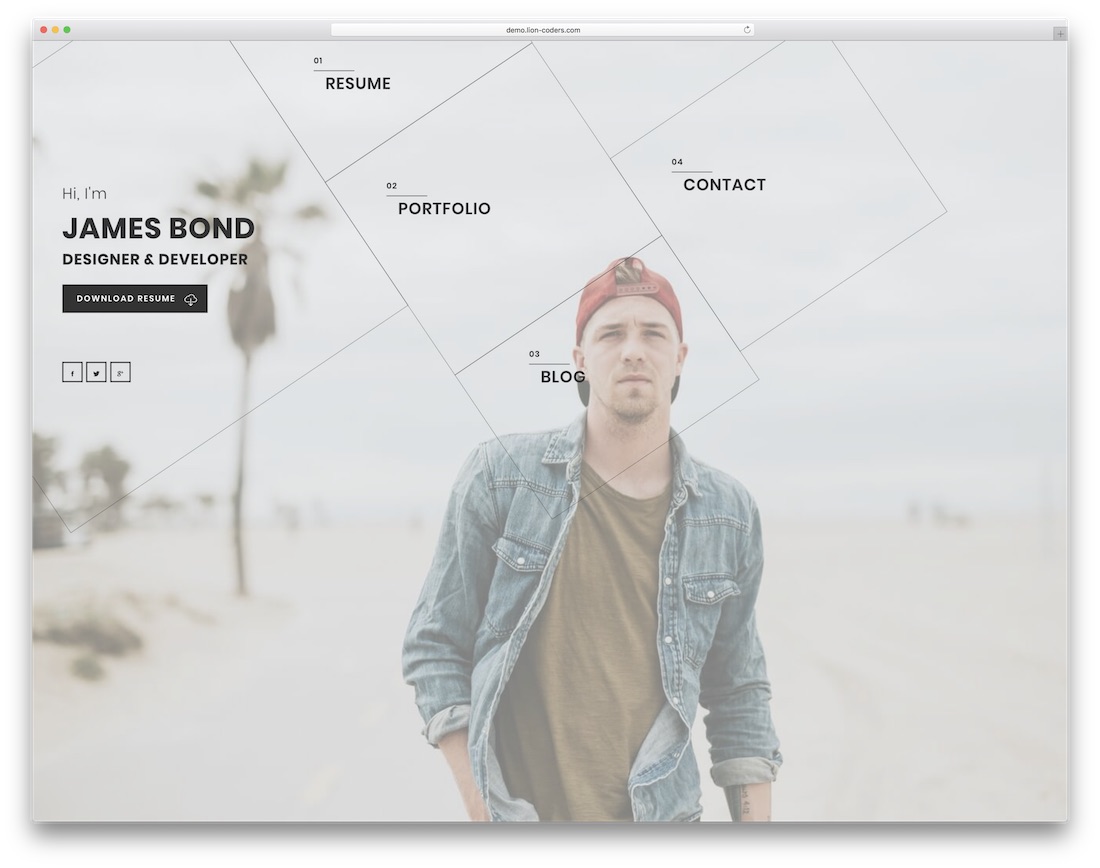 demo.lion-coders.com
01
RESUME
02
PORTFOLIO
04
CONTACT
Hi, I'm
JAMES BOND
DESIGNER & DEVELOPER
DOWNLOAD RESUME
03
BLOG
f
g+